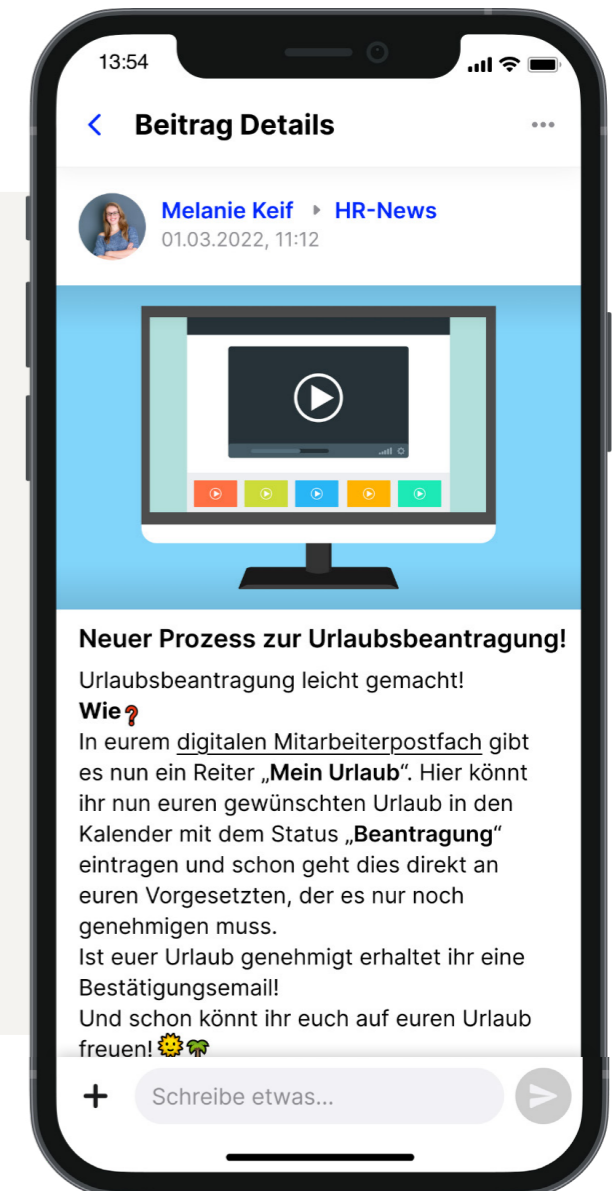 13:54
Beitrag Details
Melanie Keif ▸ HR-News
01.03.2022, 11:12
Neuer Prozess zur Urlaubsbeantragung!
Urlaubsbeantragung leicht gemacht!
Wie❓
In eurem digitalen Mitarbeiterpostfach gibt
es nun ein Reiter „Mein Urlaub“. Hier könnt
ihr nun euren gewünschten Urlaub in den
Kalender mit dem Status „Beantragung“
eintragen und schon geht dies direkt an
euren Vorgesetzten, der es nur noch
genehmigen muss.
Ist euer Urlaub genehmigt erhaltet ihr eine
Bestätigungsemail!
Und schon könnt ihr euch auf euren Urlaub
freuen! 🌞🌴
Schreibe etwas...